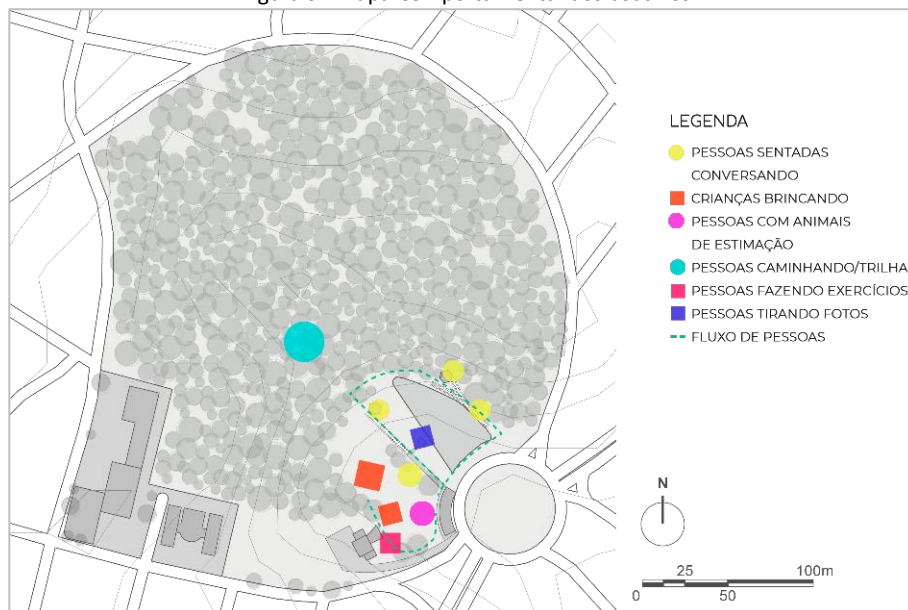 LEGENDA
PESSOAS SENTADAS
CONVERSANDO
CRIANÇAS BRINCANDO
PESSOAS COM ANIMAIS
DE ESTIMAÇÃO
PESSOAS CAMINHANDO/TRILHA
PESSOAS FAZENDO EXERCÍCIOS
PESSOAS TIRANDO FOTOS
FLUXO DE PESSOAS
N
25 100m
0 50